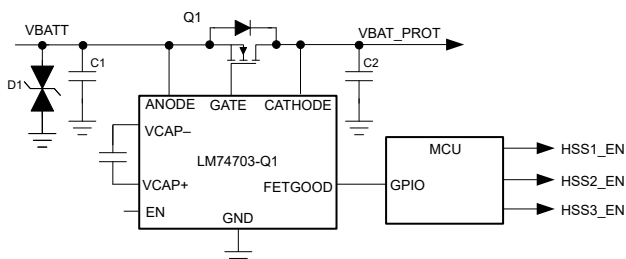 Q1
VBATT
VBAT_PROT
C1
C2
D1
ANODE GATE CATHODE
VCAP–
MCU
LM74703-Q1
HSS1_EN
VCAP+
FETGOOD
GPIO
HSS2_EN
EN
GND
HSS3_EN